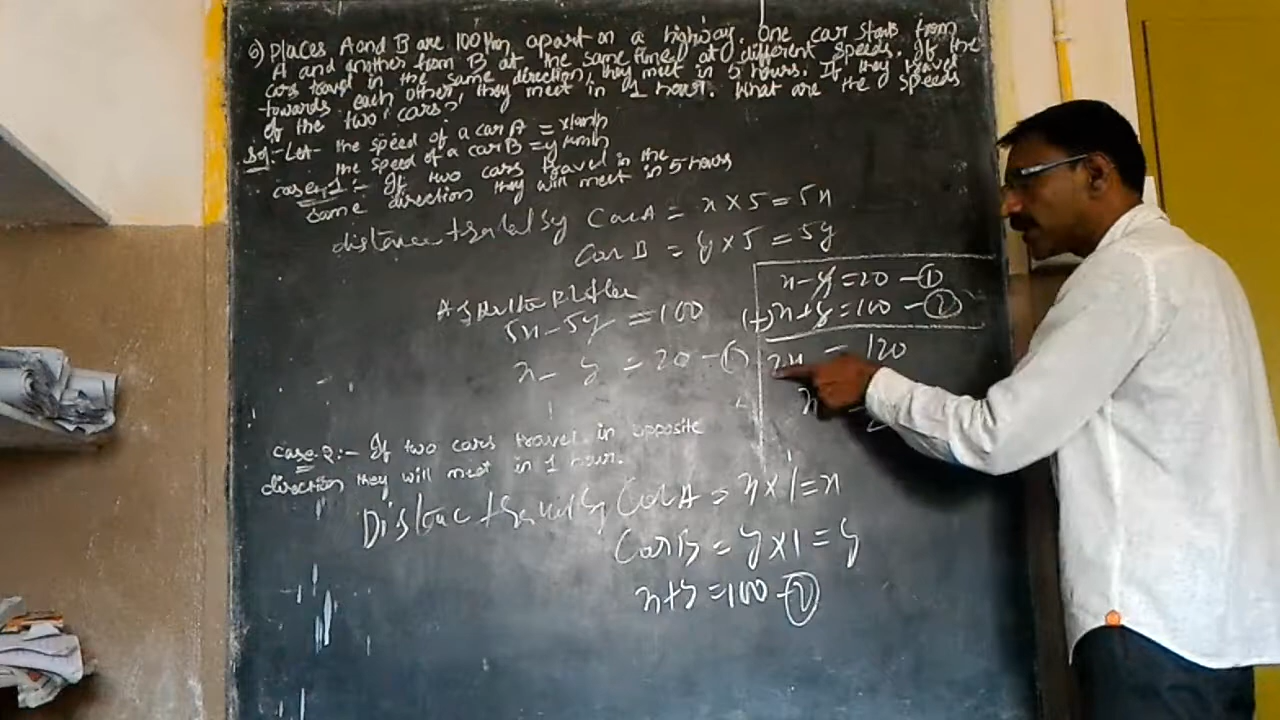 6) Places A and B are 100 km apart on a highway. One car starts from
A and another from B at the same time at different speeds. If the
cars travel in the same direction, they meet in 5 hours. If they travel
towards each other, they meet in 1 hour. What are the speeds
of the two cars?
Sol:- Let the speed of a car A = x km/h
the speed of a car B = y km/h
case-1:- If two cars travel in the
same direction they will meet in 5 hours
distance by Car A = x × 5 = 5x
Car B = y × 5 = 5y
5x - 5y = 100
x - y = 20 - ①
x - y = 20 - ①
(+) x + y = 100 - ②
2x = 120
x
case-2:- If two cars travel in opposite
direction they will meet in 1 hour.
Car A = x × 1 = x
Car B = y × 1 = y
x + y = 100 - ②